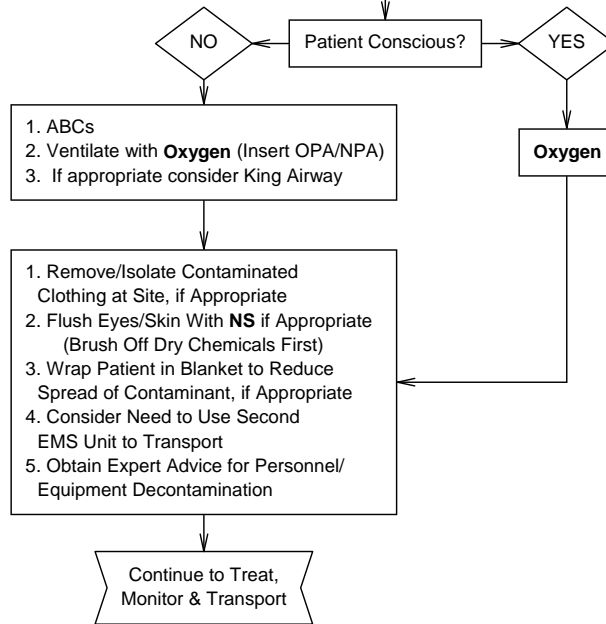 NO
Patient Conscious?
YES
1. ABCs
2. Ventilate with Oxygen (Insert OPA/NPA)
3. If appropriate consider King Airway
Oxygen
1. Remove/Isolate Contaminated
Clothing at Site, if Appropriate
2. Flush Eyes/Skin With NS if Appropriate
(Brush Off Dry Chemicals First)
3. Wrap Patient in Blanket to Reduce
Spread of Contaminant, if Appropriate
4. Consider Need to Use Second
EMS Unit to Transport
5. Obtain Expert Advice for Personnel/
Equipment Decontamination
Continue to Treat,
Monitor & Transport